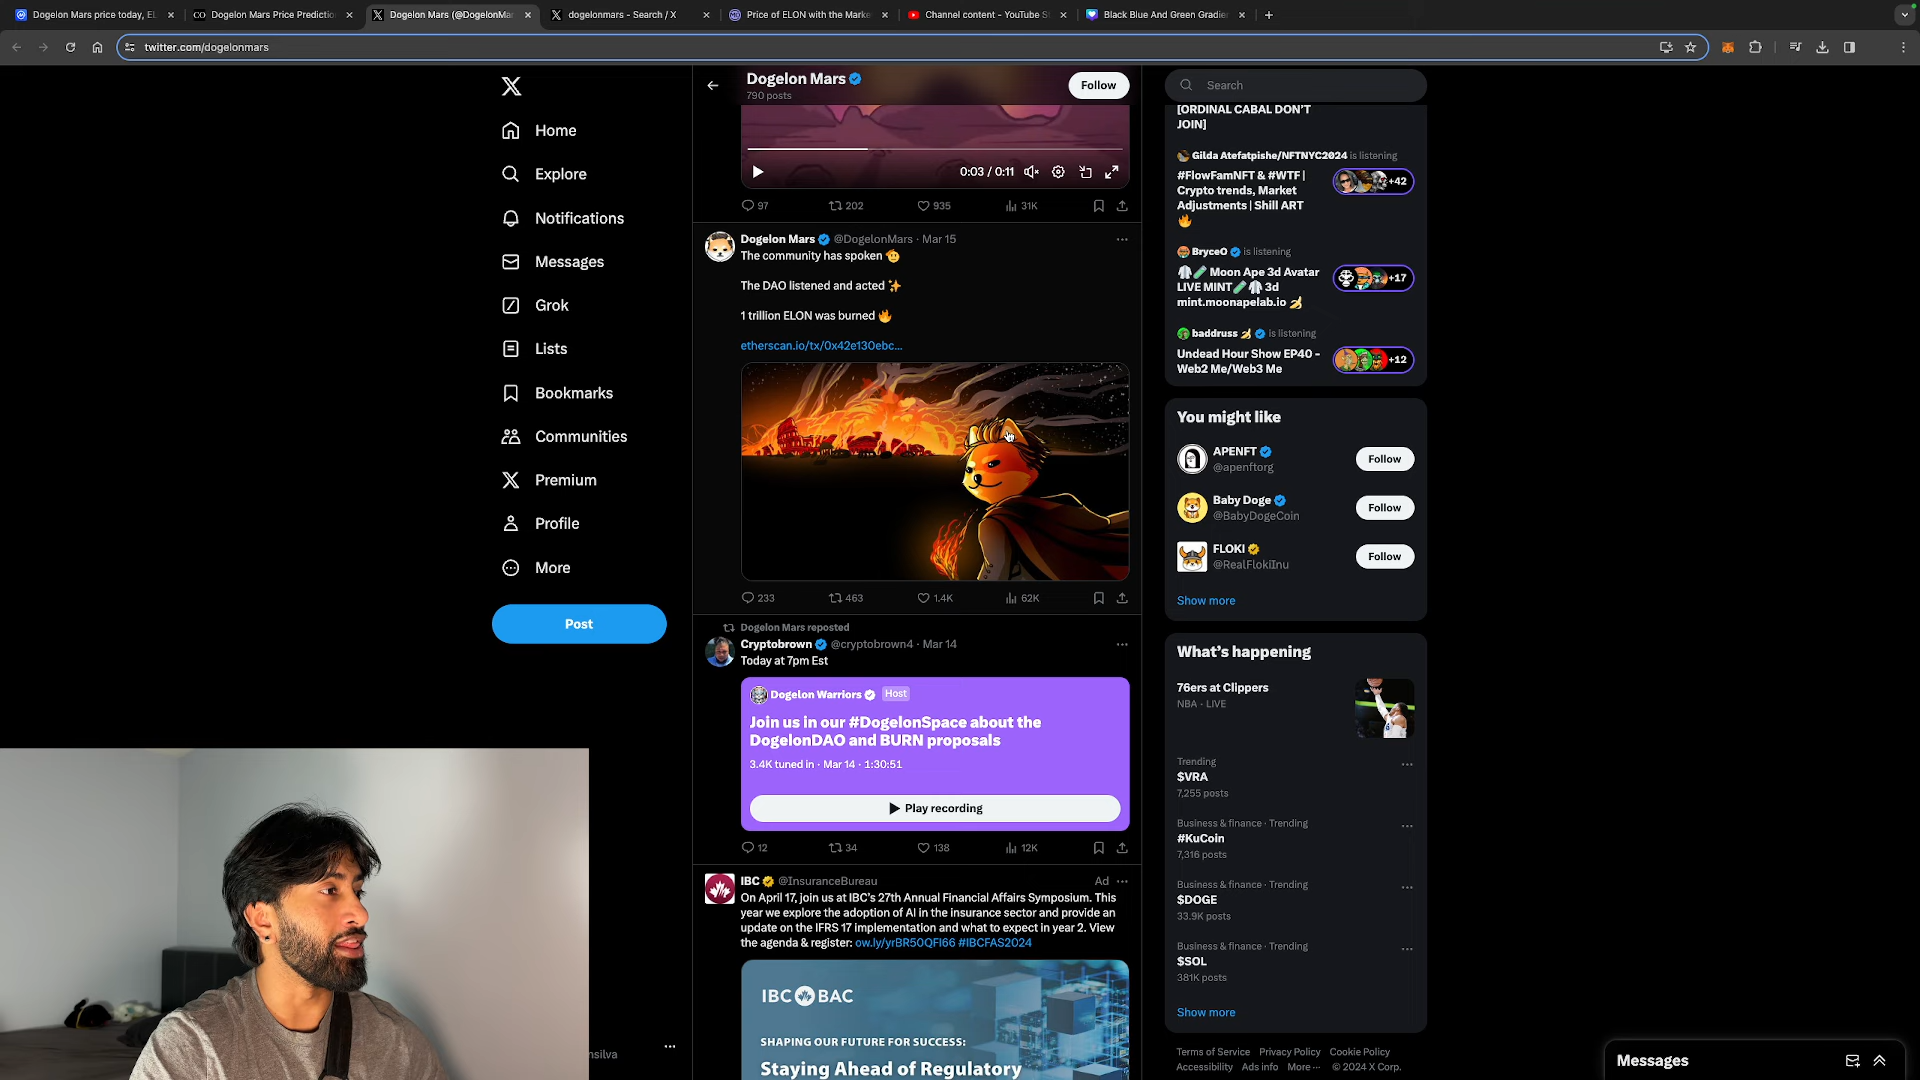 Dogelon Mars price today, EL
Dogelon Mars Price Prediction
Dogelon Mars (@DogelonMar
dogelonmars - Search / X
Price of ELON with the Marke
Channel content - YouTube S
Black Blue And Green Gradien
twitter.com/dogelonmars
Home
Explore
Notifications
Messages
Grok
Lists
Bookmarks
Communities
Premium
Profile
More
Post
nsilva
Dogelon Mars
790 posts
Follow
0:03 / 0:11
97
202
935
31K
Dogelon Mars @DogelonMars · Mar 15
The community has spoken
The DAO listened and acted ✨
1 trillion ELON was burned 🔥
etherscan.io/tx/0x42e130ebc...
233
463
1.4K
62K
Dogelon Mars reposted
Cryptobrown @cryptobrown4 · Mar 14
Today at 7pm Est
Dogelon Warriors Host
Join us in our #DogelonSpace about the
DogelonDAO and BURN proposals
3.4K tuned in · Mar 14 · 1:30:51
Play recording
12
34
138
12K
IBC @InsuranceBureau
Ad
On April 17, join us at IBC's 27th Annual Financial Affairs Symposium. This
year we explore the adoption of AI in the insurance sector and provide an
update on the IFRS 17 implementation and what to expect in year 2. View
the agenda & register: ow.ly/yrBR50QFI66 #IBCFAS2024
IBC BAC
SHAPING OUR FUTURE FOR SUCCESS:
Staying Ahead of Regulatory
Search
[ORDINAL CABAL DON'T
JOIN]
Gilda Atefatpishe/NFTNYC2024 is listening
#FlowFamNFT & #WTF |
Crypto trends, Market
Adjustments | Shill ART
🔥
+42
BryceO is listening
🥼🧪 Moon Ape 3d Avatar
LIVE MINT🧪🥼 3d
mint.moonapelab.io 🍌
+17
baddruss 🍌 is listening
Undead Hour Show EP40 -
Web2 Me/Web3 Me
+12
You might like
APENFT
@apenftorg
Follow
Baby Doge
@BabyDogeCoin
Follow
FLOKI
@RealFlokiInu
Follow
Show more
What's happening
76ers at Clippers
NBA · LIVE
Trending
$VRA
7,255 posts
Business & finance · Trending
#KuCoin
7,316 posts
Business & finance · Trending
$DOGE
33.9K posts
Business & finance · Trending
$SOL
381K posts
Show more
Terms of Service Privacy Policy Cookie Policy
Accessibility Ads info More ··· © 2024 X Corp.
Messages